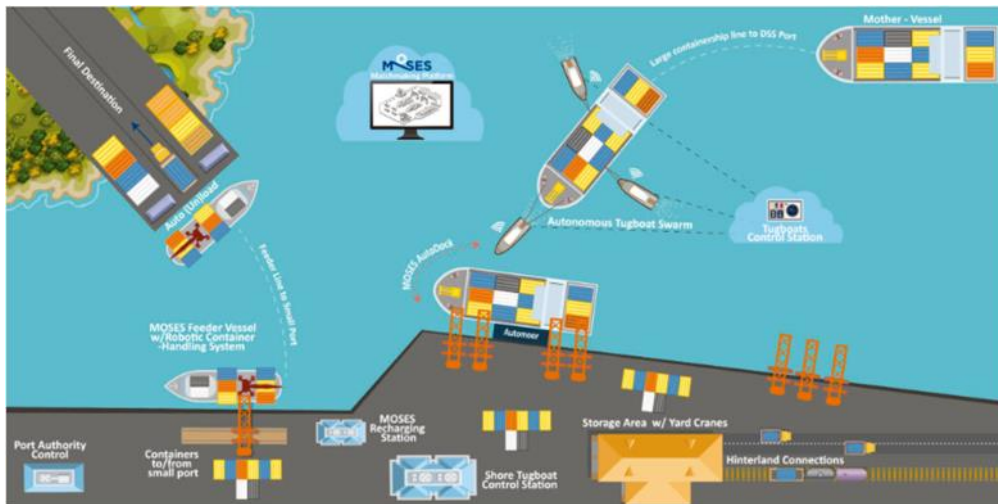 Final Destination
MOSES
Matchmaking Platform
Large containership line to DSS Port
Mother - Vessel
Auto (Un)load
Feeder Line to Small Port
Autonomous Tugboat Swarm
Tugboats
Control Station
MOSES AutoDock
MOSES Feeder Vessel
w/Robotic Container
-Handling System
Automoor
Port Authority
Control
Containers
to/from
small port
MOSES
Recharging
Station
Shore Tugboat
Control Station
Storage Area w/ Yard Cranes
Hinterland Connections